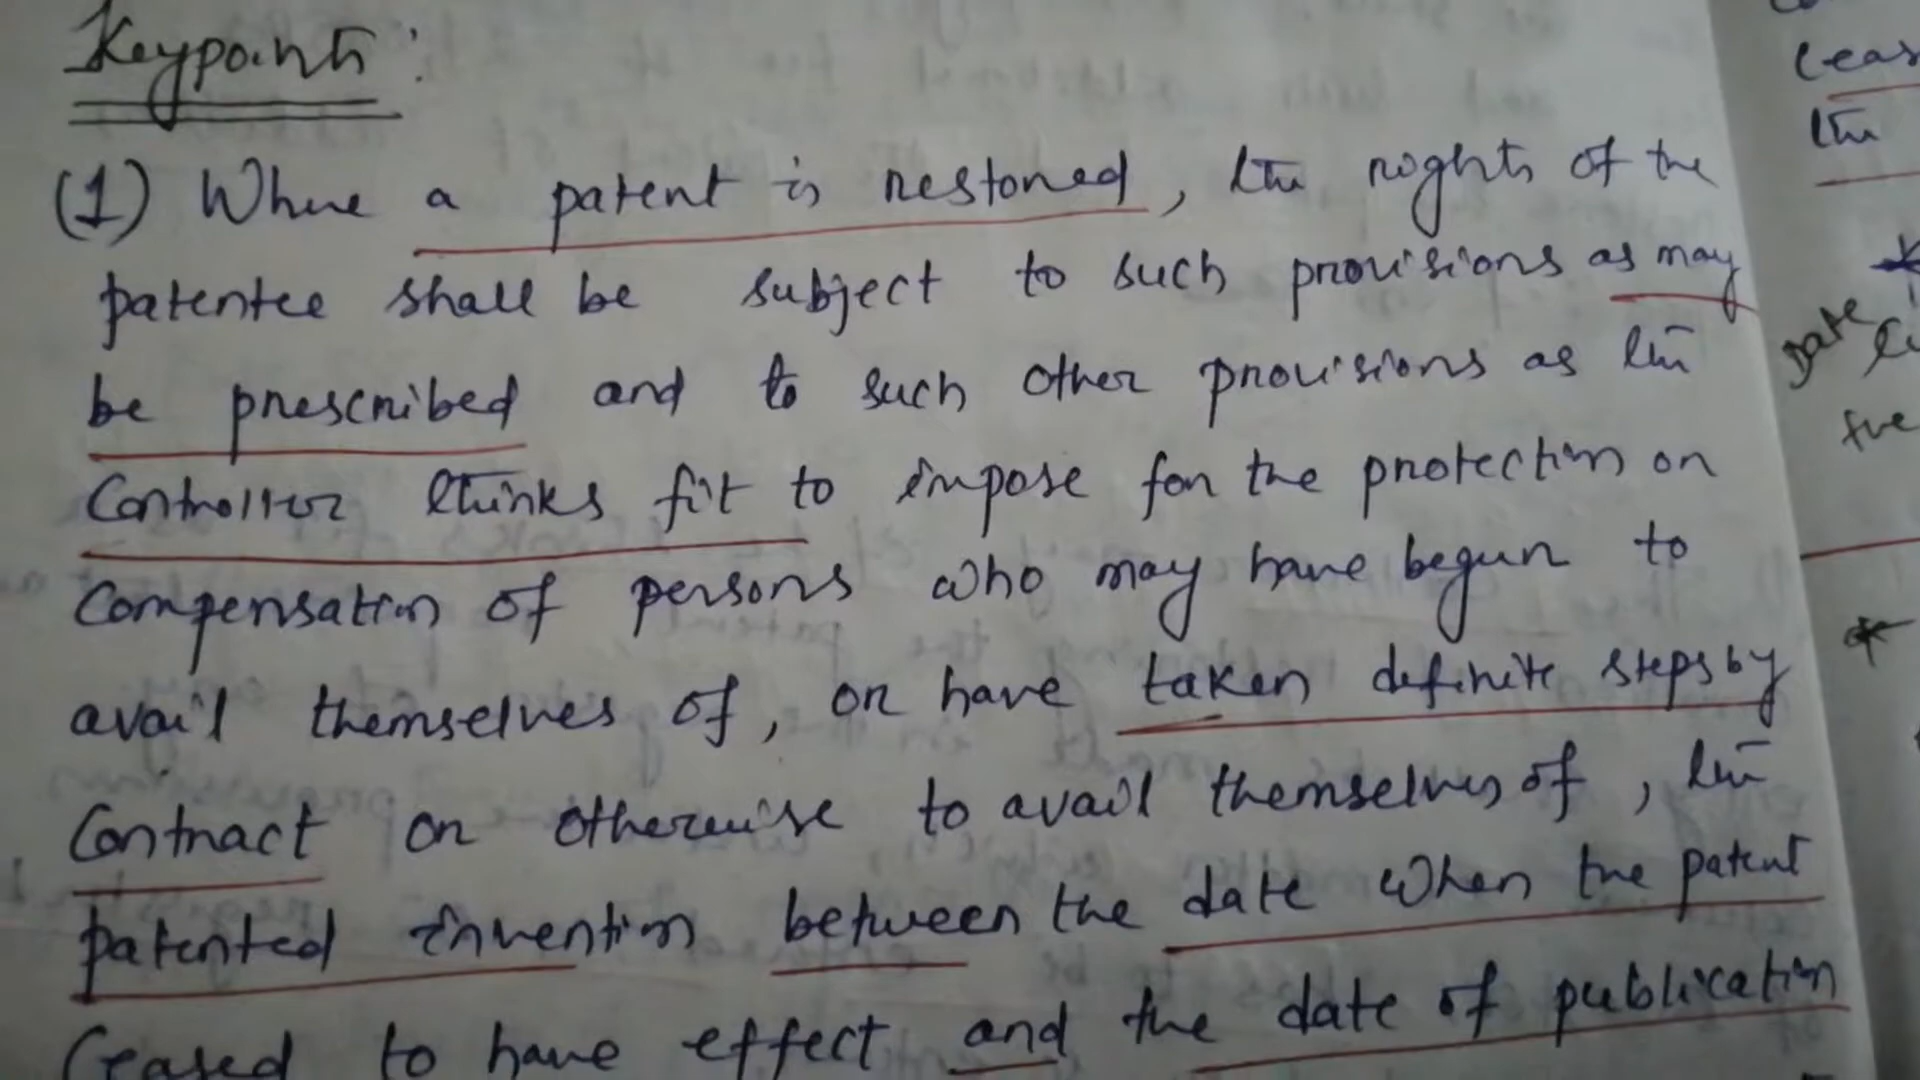 Keypoints:
(1) Where a patent is restored, the rights of the
patentee shall be subject to such provisions as may
be prescribed and to such other provisions as the
Controller thinks fit to impose for the protection or
Compensation of persons who may have begun to
avail themselves of, or have taken definite steps by
Contract or otherwise to avail themselves of, the
patented invention between the date when the patent
Ceased to have effect and the date of publication
the
Date